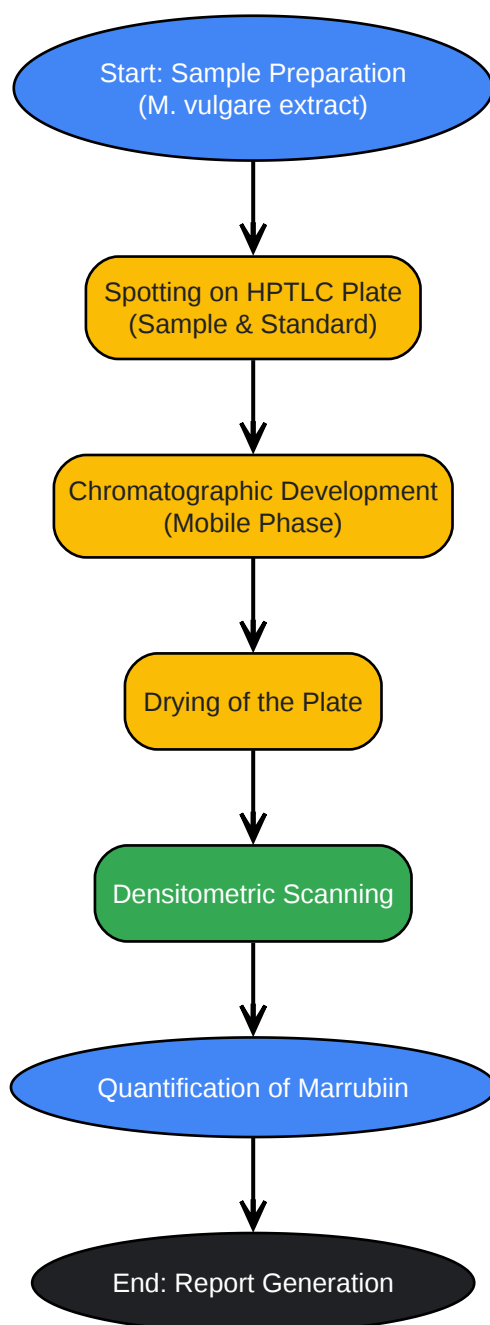 Start: Sample Preparation
(M. vulgare extract)
Spotting on HPTLC Plate
(Sample & Standard)
Chromatographic Development
(Mobile Phase)
Drying of the Plate
Densitometric Scanning
Quantification of Marrubiin
End: Report Generation